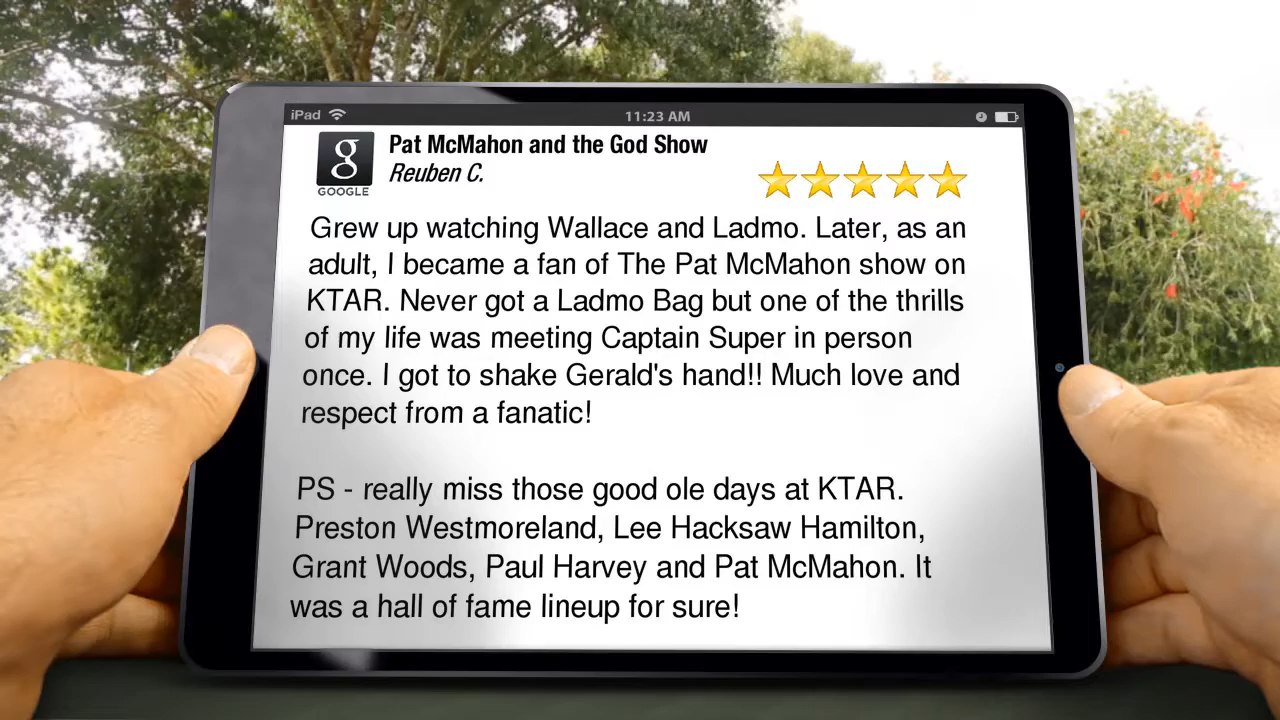 iPad
11:23 AM
g
GOOGLE
Pat McMahon and the God Show
Reuben C.
Grew up watching Wallace and Ladmo. Later, as an
adult, I became a fan of The Pat McMahon show on
KTAR. Never got a Ladmo Bag but one of the thrills
of my life was meeting Captain Super in person
once. I got to shake Gerald's hand!! Much love and
respect from a fanatic!
PS - really miss those good ole days at KTAR.
Preston Westmoreland, Lee Hacksaw Hamilton,
Grant Woods, Paul Harvey and Pat McMahon. It
was a hall of fame lineup for sure!